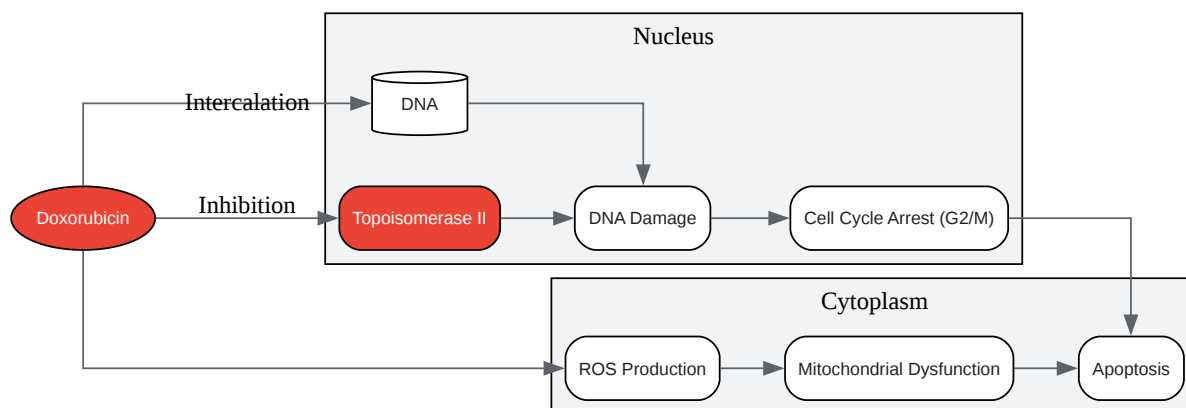 Nucleus
Intercalation
DNA
Doxorubicin
Inhibition
Topoisomerase II
DNA Damage
Cell Cycle Arrest (G2/M)
Cytoplasm
ROS Production
Mitochondrial Dysfunction
Apoptosis